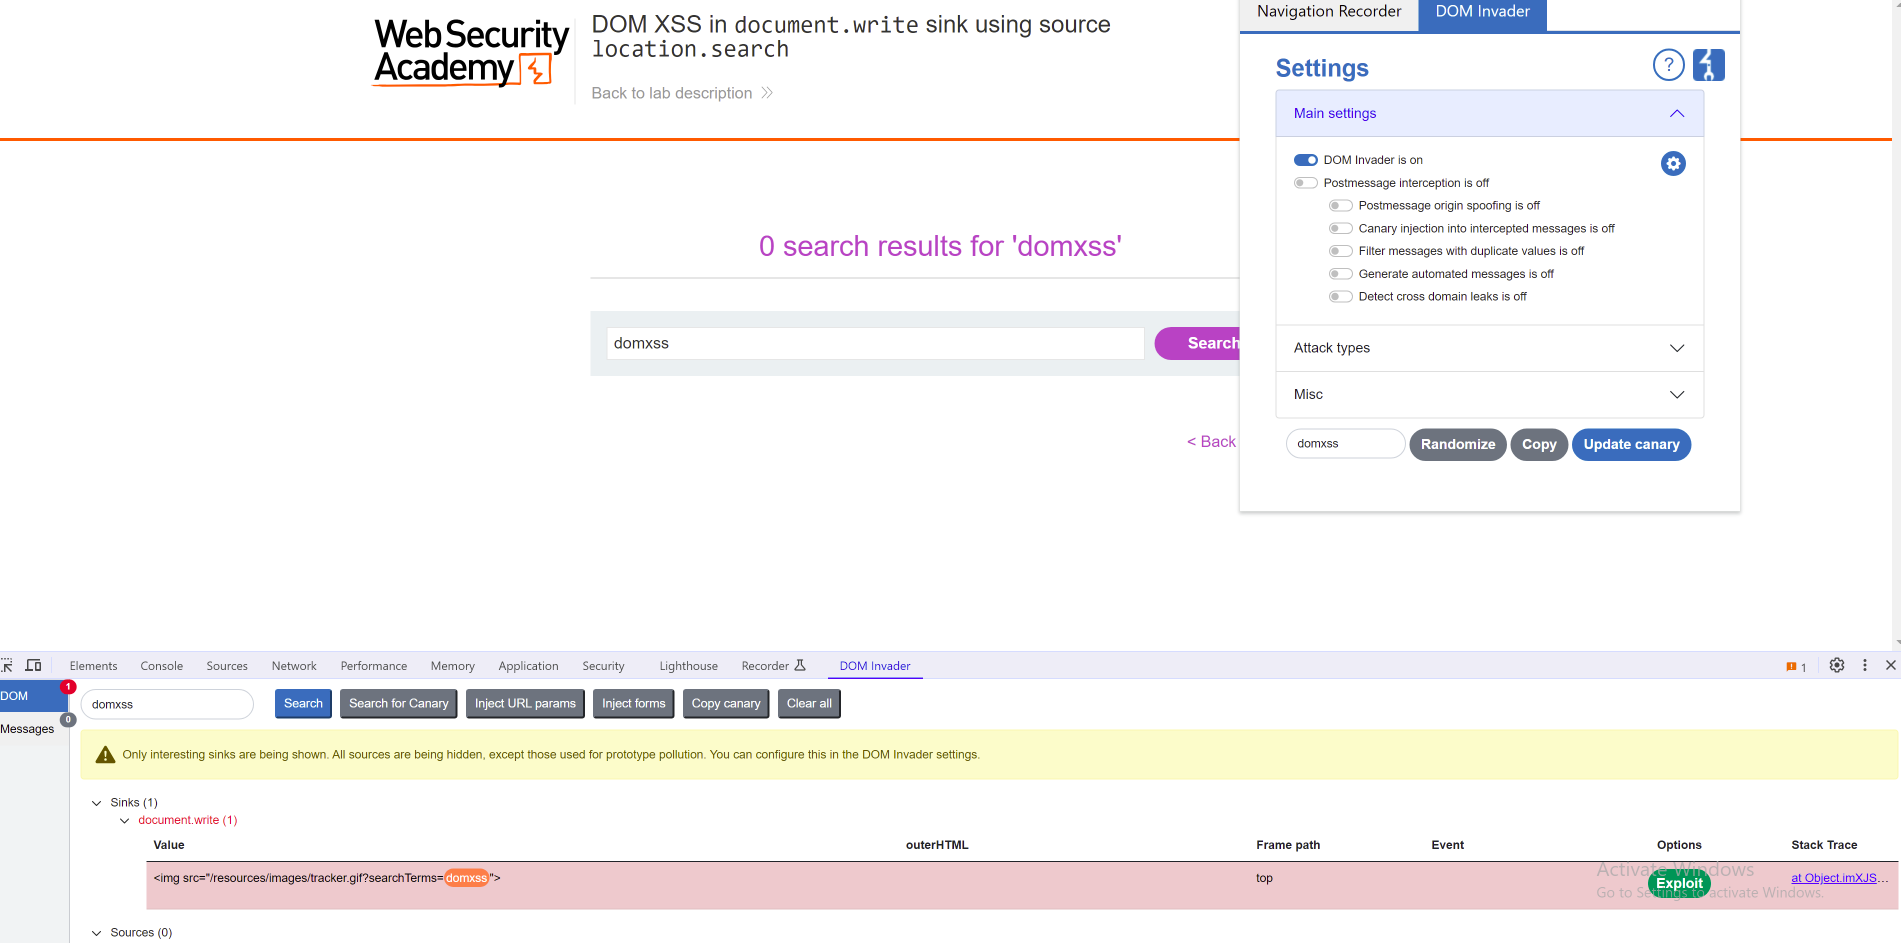 Web Security
Academy
DOM XSS in document.write sink using source
location.search
Back to lab description
0 search results for 'domxss'
domxss
Search
< Back
Navigation Recorder
DOM Invader
Settings
?
Main settings
DOM Invader is on
Postmessage interception is off
Postmessage origin spoofing is off
Canary injection into intercepted messages is off
Filter messages with duplicate values is off
Generate automated messages is off
Detect cross domain leaks is off
Attack types
Misc
domxss Randomize Copy Update canary
Elements Console Sources Network Performance Memory Application Security Lighthouse Recorder DOM Invader 1
DOM 1
Messages 0
domxss Search Search for Canary Inject URL params Inject forms Copy canary Clear all
Only interesting sinks are being shown. All sources are being hidden, except those used for prototype pollution. You can configure this in the DOM Invader settings.
Sinks (1)
document.write (1)
Value outerHTML Frame path Event Options Stack Trace
<img src="/resources/images/tracker.gif?searchTerms=domxss"> top Exploit at Object.imXJS...
Activate Windows
Go to Settings to activate Windows.
Sources (0)